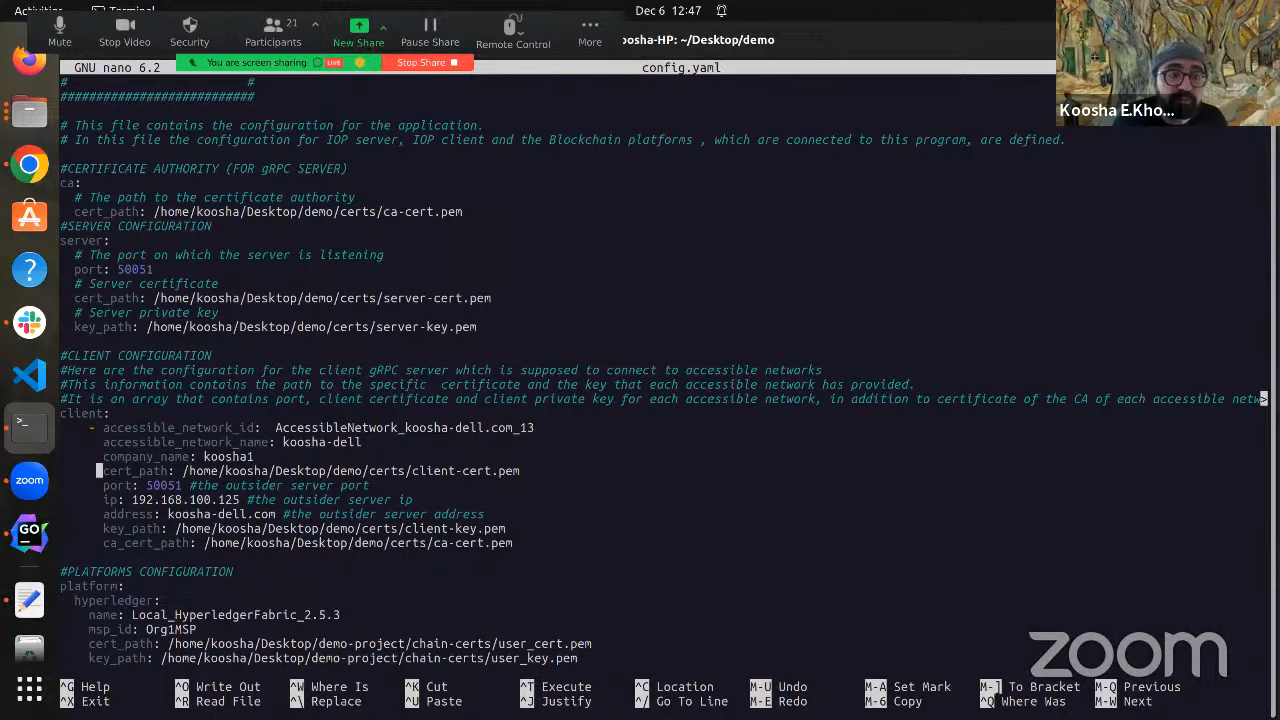 Activities
Terminal
Dec 6 12:47
Mute
Stop Video
Security
21
Participants
New Share
Pause Share
Remote Control
More
oosha-HP: ~/Desktop/demo
You are screen sharing
LIVE
Stop Share
GNU nano 6.2
config.yaml
Koosha E.Kho...
# #
###########################
# This file contains the configuration for the application.
# In this file the configuration for IOP server, IOP client and the Blockchain platforms , which are connected to this program, are defined.
#CERTIFICATE AUTHORITY (FOR gRPC SERVER)
ca:
# The path to the certificate authority
cert_path: /home/koosha/Desktop/demo/certs/ca-cert.pem
#SERVER CONFIGURATION
server:
# The port on which the server is listening
port: 50051
# Server certificate
cert_path: /home/koosha/Desktop/demo/certs/server-cert.pem
# Server private key
key_path: /home/koosha/Desktop/demo/certs/server-key.pem
#CLIENT CONFIGURATION
#Here are the configuration for the client gRPC server which is supposed to connect to accessible networks
#This information contains the path to the specific  certificate and the key that each accessible network has provided.
#It is an array that contains port, client certificate and client private key for each accessible network, in addition to certificate of the CA of each accessible netw>
client:
- accessible_network_id:  AccessibleNetwork_koosha-dell.com_13
accessible_network_name: koosha-dell
company_name: koosha1
cert_path: /home/koosha/Desktop/demo/certs/client-cert.pem
port: 50051 #the outsider server port
ip: 192.168.100.125 #the outsider server ip
address: koosha-dell.com #the outsider server address
key_path: /home/koosha/Desktop/demo/certs/client-key.pem
ca_cert_path: /home/koosha/Desktop/demo/certs/ca-cert.pem
#PLATFORMS CONFIGURATION
platform:
hyperledger:
name: Local_HyperledgerFabric_2.5.3
msp_id: Org1MSP
cert_path: /home/koosha/Desktop/demo-project/chain-certs/user_cert.pem
key_path: /home/koosha/Desktop/demo-project/chain-certs/user_key.pem
zoom
GO
zoom
^G Help ^O Write Out ^W Where Is ^K Cut ^T Execute ^C Location M-U Undo M-A Set Mark M-] To Bracket M-Q Previous
^X Exit ^R Read File ^\ Replace ^U Paste ^J Justify ^/ Go To Line M-E Redo M-6 Copy ^Q Where Was M-W Next